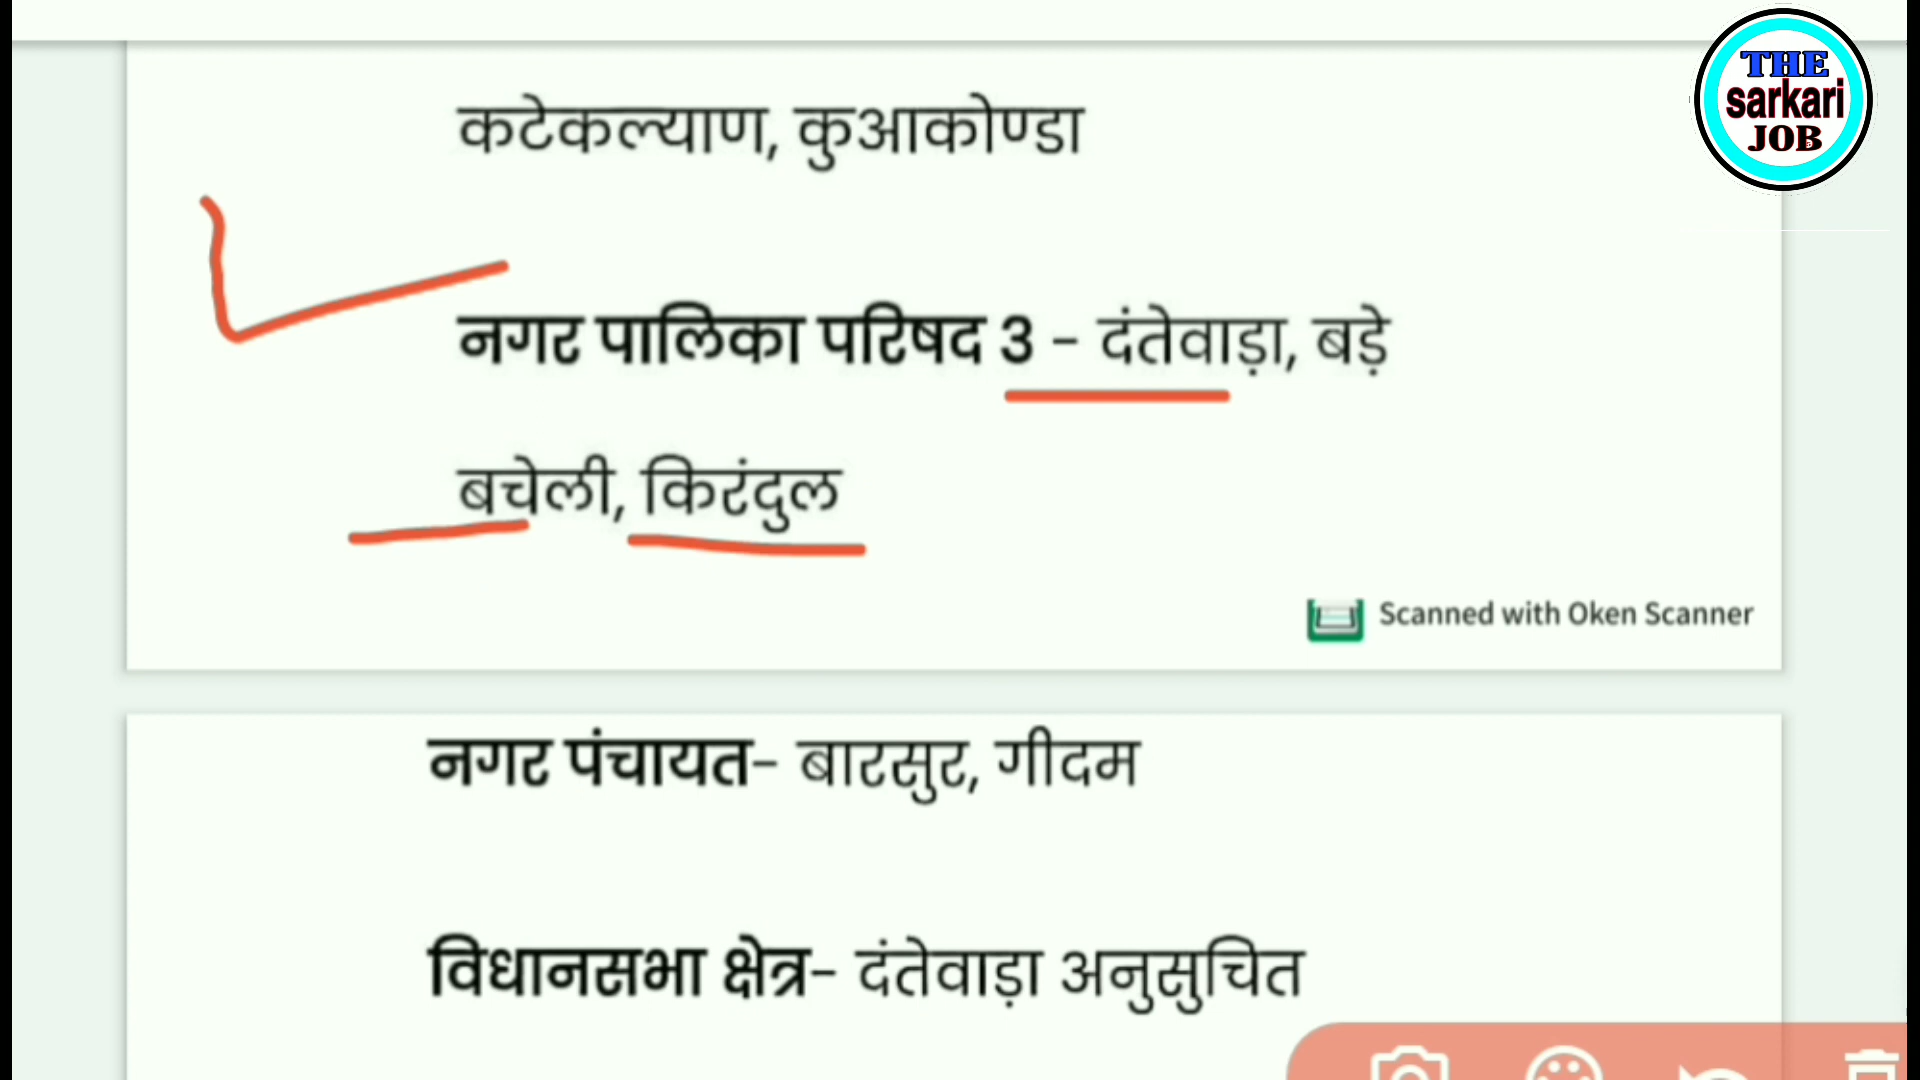 THE
sarkari
JOB
कटेकल्याण, कुआकोण्डा
नगर पालिका परिषद 3 - दंतेवाड़ा, बड़े
बचेली, किरंदुल
Scanned with Oken Scanner
नगर पंचायत- बारसुर, गीदम
विधानसभा क्षेत्र- दंतेवाड़ा अनुसुचित